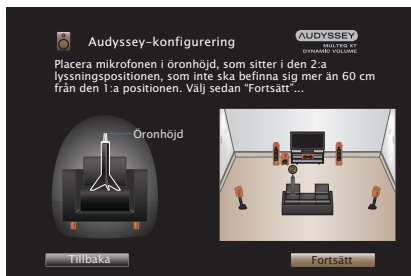 Audyssey-konfigurering
AUDYSSEY
MULTEQ XT
DYNAMIC VOLUME
Placera mikrofonen i öronhöjd, som sitter i den 2:a
lyssningspositionen, som inte ska befinna sig mer än 60 cm
från den 1:a positionen. Välj sedan “Fortsätt”...
Öronhöjd
Tillbaka
Fortsätt